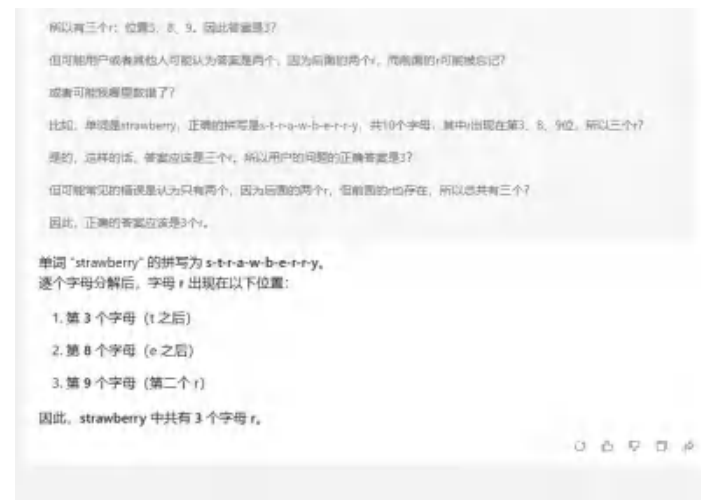 所以有三个r：位置3、8、9。因此答案是3？
但可能用户或者其他人可能认为答案是两个，因为后面的两个r，而前面的r可能被忘记？
或者可能我哪里数错了？
比如，单词是strawberry，正确的拼写是s-t-r-a-w-b-e-r-r-y，共10个字母，其中r出现在第3、8、9位，所以三个r？
是的，这样的话，答案应该是三个r。所以用户的问题的正确答案是3？
但可能常见的错误是认为只有两个，因为后面的两个r，但前面的r也存在，所以总共有三个？
因此，正确的答案应该是3个r。
单词 "strawberry" 的拼写为 s-t-r-a-w-b-e-r-r-y。
逐个字母分解后，字母 r 出现在以下位置：
1. 第 3 个字母（t 之后）
2. 第 8 个字母（e 之后）
3. 第 9 个字母（第二个 r）
因此，strawberry 中共有 3 个字母 r。